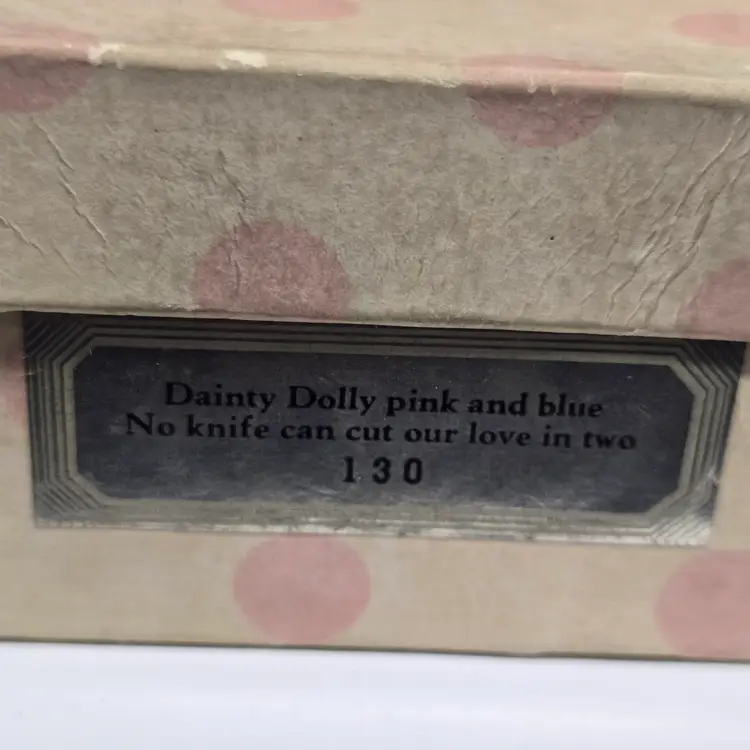 Dainty Dolly pink and blue
No knife can cut our love in two
130